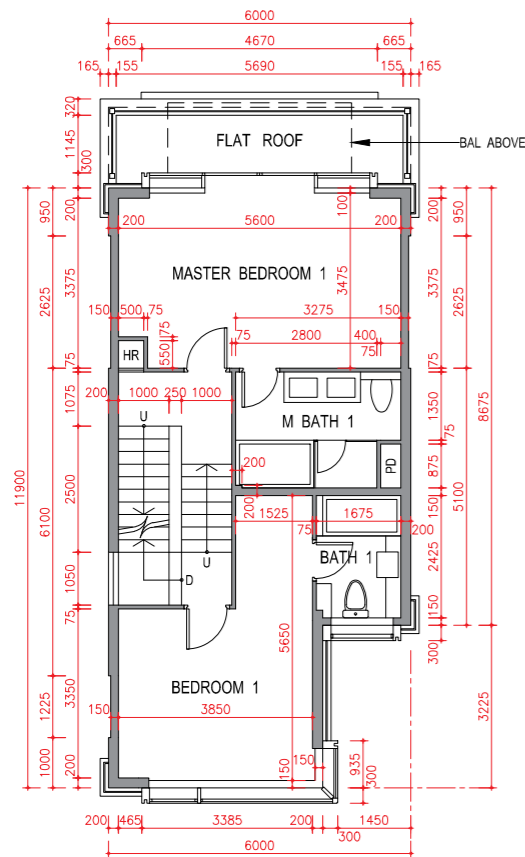 6000
665 4670 665
165 155 5690 155 165
320
1145
300
FLAT ROOF
BAL ABOVE
950 200 200 950
200 5600 200
100
2625 3375 MASTER BEDROOM 1 3475 3375 2625
8675
150 500 75 3275 150
75 2800 400
75
75 550 75
HR
75
200 1000 250 1000
1075 1350
U
M BATH 1
75
11900
2500
200
PD 875
5100
6100
200
1525 1675
150
75 200
BATH 1
2425
U
1050
D
75
150
300
5650
3350
BEDROOM 1
3225
1225
150 3850
150 935
1000 200
150
300
200 465 3385 200 1450
300
6000